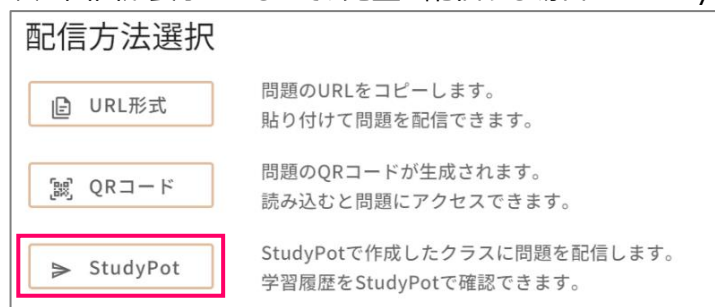 配信方法選択
URL形式
問題のURLをコピーします。
貼り付けて問題を配信できます。
QRコード
問題のQRコードが生成されます。
読み込むと問題にアクセスできます。
StudyPot
StudyPotで作成したクラスに問題を配信します。
学習履歴をStudyPotで確認できます。